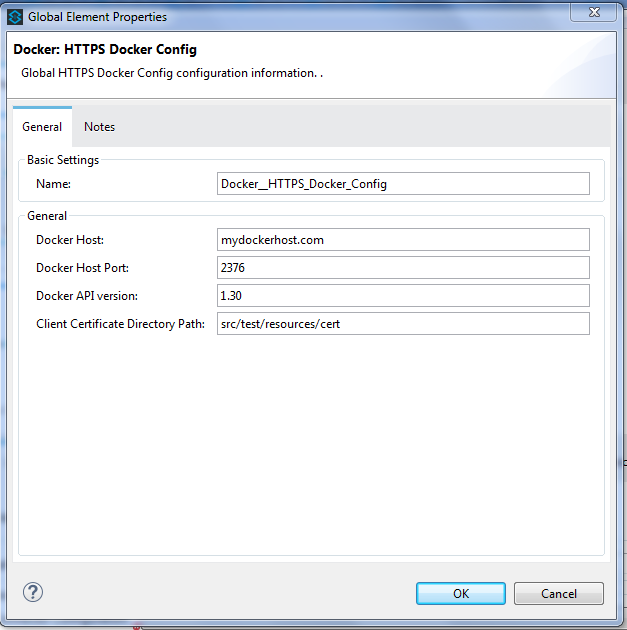 Global Element Properties
Docker: HTTPS Docker Config
Global HTTPS Docker Config configuration information. .
General Notes
Basic Settings
Name: Docker__HTTPS_Docker_Config
General
Docker Host: mydockerhost.com
Docker Host Port: 2376
Docker API version: 1.30
Client Certificate Directory Path: src/test/resources/cert
? OK Cancel